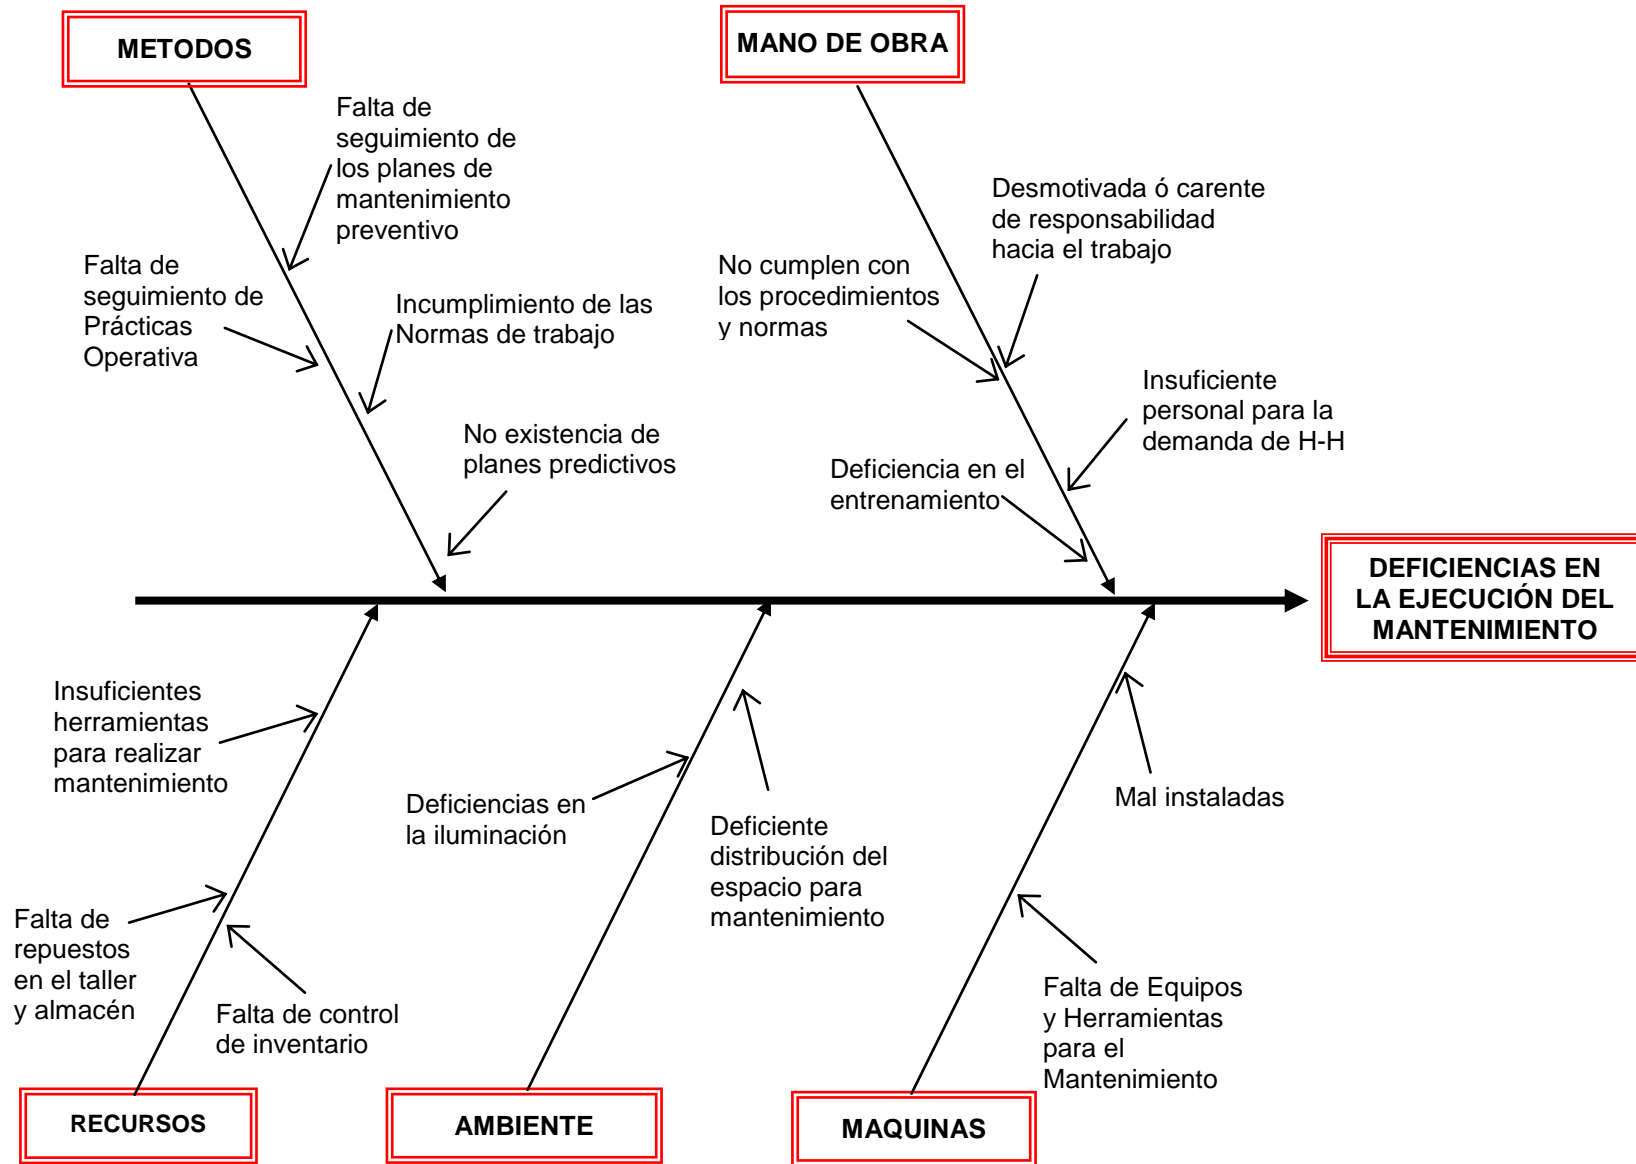 METODOS
MANO DE OBRA
Falta de
seguimiento de
los planes de
mantenimiento
preventivo
Desmotivada ó carente
de responsabilidad
hacia el trabajo
Falta de
seguimiento de
Prácticas
Operativa
No cumplen con
los procedimientos
y normas
Incumplimiento de las
Normas de trabajo
Insuficiente
personal para la
demanda de H-H
No existencia de
planes predictivos
Deficiencia en el
entrenamiento
DEFICIENCIAS EN
LA EJECUCIÓN DEL
MANTENIMIENTO
Insuficientes
herramientas
para realizar
mantenimiento
Deficiencias en
la iluminación
Deficiente
distribución del
espacio para
mantenimiento
Mal instaladas
Falta de
repuestos
en el taller
y almacén
Falta de control
de inventario
Falta de Equipos
y Herramientas
para el
Mantenimiento
RECURSOS
AMBIENTE
MAQUINAS